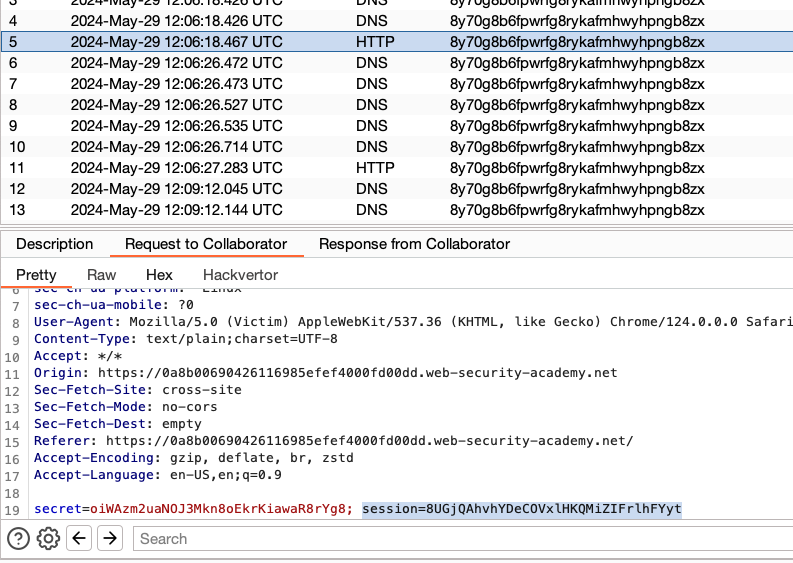 3 2024-May-29 12:06:18.426 UTC DNS 8y70g8b6fpwrfg8rykafmhwyhpngb8zx
4 2024-May-29 12:06:18.426 UTC DNS 8y70g8b6fpwrfg8rykafmhwyhpngb8zx
5 2024-May-29 12:06:18.467 UTC HTTP 8y70g8b6fpwrfg8rykafmhwyhpngb8zx
6 2024-May-29 12:06:26.472 UTC DNS 8y70g8b6fpwrfg8rykafmhwyhpngb8zx
7 2024-May-29 12:06:26.473 UTC DNS 8y70g8b6fpwrfg8rykafmhwyhpngb8zx
8 2024-May-29 12:06:26.527 UTC DNS 8y70g8b6fpwrfg8rykafmhwyhpngb8zx
9 2024-May-29 12:06:26.535 UTC DNS 8y70g8b6fpwrfg8rykafmhwyhpngb8zx
10 2024-May-29 12:06:26.714 UTC DNS 8y70g8b6fpwrfg8rykafmhwyhpngb8zx
11 2024-May-29 12:06:27.283 UTC HTTP 8y70g8b6fpwrfg8rykafmhwyhpngb8zx
12 2024-May-29 12:09:12.045 UTC DNS 8y70g8b6fpwrfg8rykafmhwyhpngb8zx
13 2024-May-29 12:09:12.144 UTC DNS 8y70g8b6fpwrfg8rykafmhwyhpngb8zx
Description Request to Collaborator Response from Collaborator
Pretty Raw Hex Hackvertor
6 sec-ch-ua-platform: "Linux"
7 sec-ch-ua-mobile: ?0
8 User-Agent: Mozilla/5.0 (Victim) AppleWebKit/537.36 (KHTML, like Gecko) Chrome/124.0.0.0 Safari
9 Content-Type: text/plain;charset=UTF-8
10 Accept: */*
11 Origin: https://0a8b00690426116985efef4000fd00dd.web-security-academy.net
12 Sec-Fetch-Site: cross-site
13 Sec-Fetch-Mode: no-cors
14 Sec-Fetch-Dest: empty
15 Referer: https://0a8b00690426116985efef4000fd00dd.web-security-academy.net/
16 Accept-Encoding: gzip, deflate, br, zstd
17 Accept-Language: en-US,en;q=0.9
18
19 secret=oiWAzm2uaNOJ3Mkn8oEkrKiawaR8rYg8; session=8UGjQAhvhYDeCOVxlHKQMiZIFrlhFYyt
Search